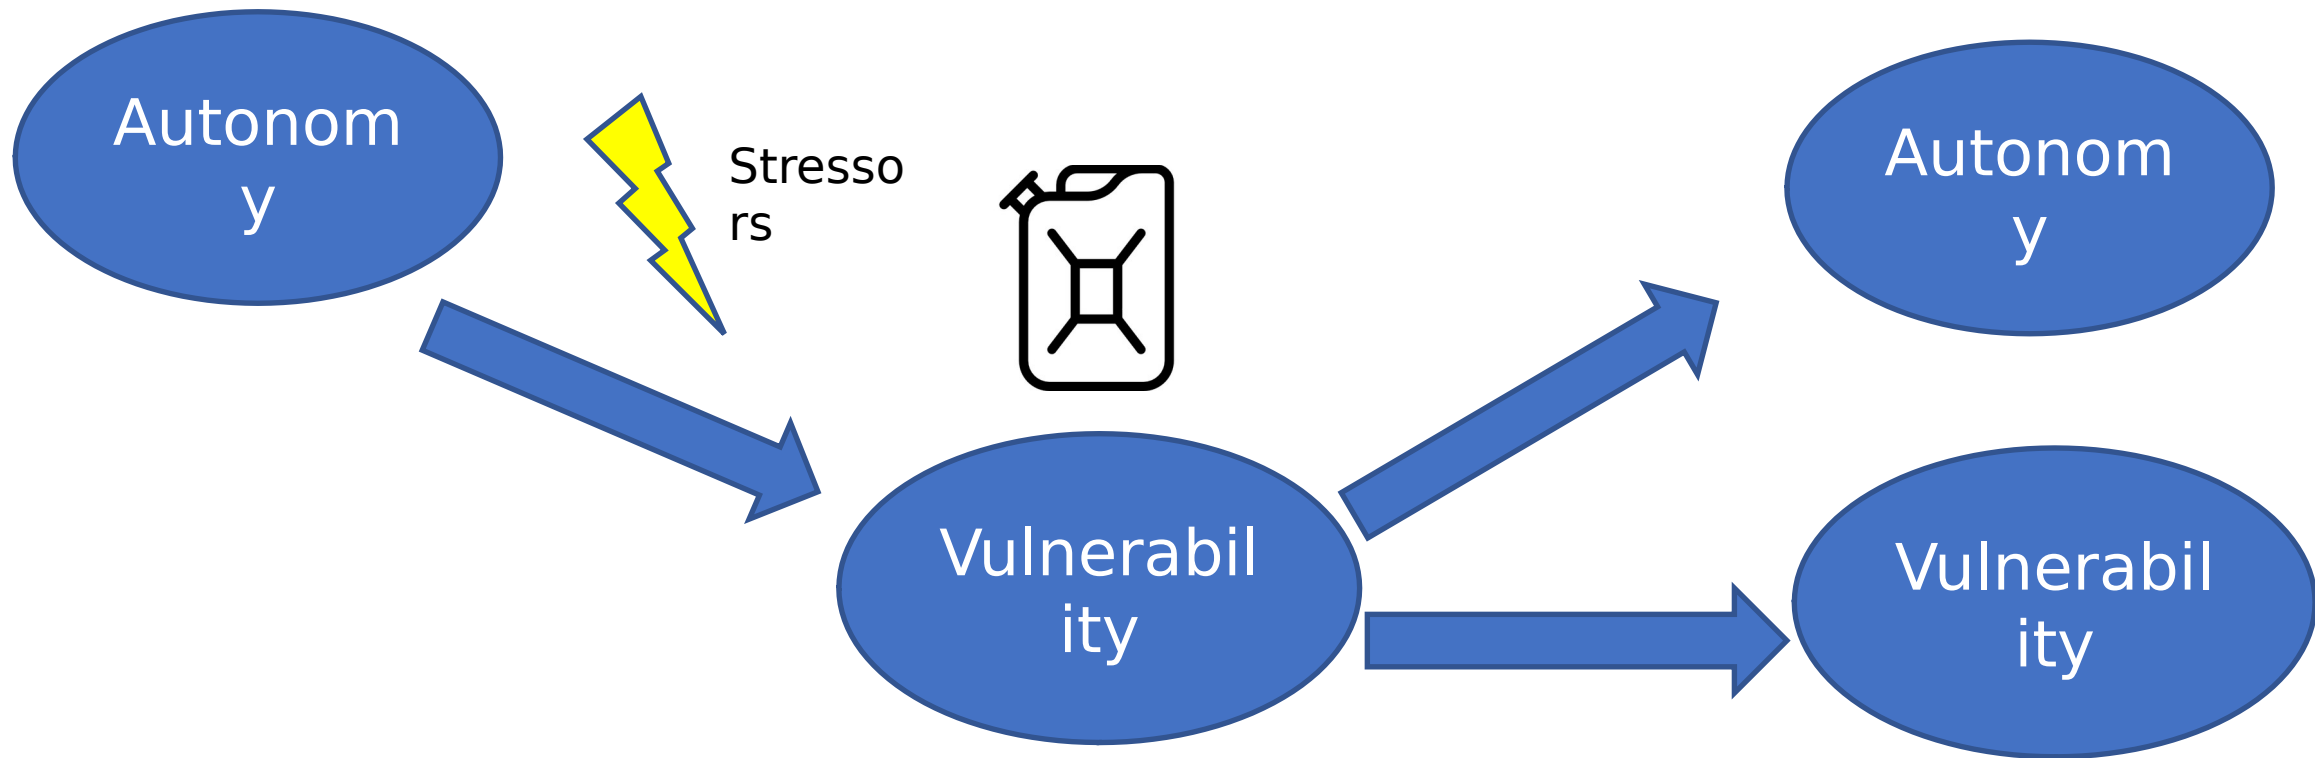 Autonom
y
Stresso
rs
Autonom
y
Vulnerabil
ity
Vulnerabil
ity